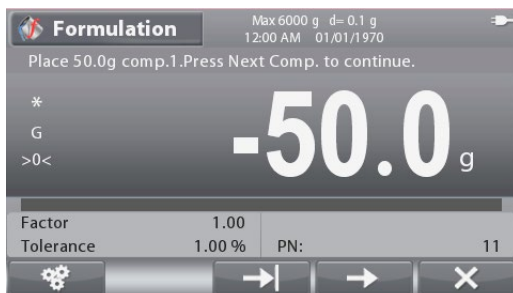 Formulation
Max 6000 g d= 0.1 g
12:00 AM 01/01/1970
Place 50.0g comp.1.Press Next Comp. to continue.
*
G
>0<
-50.0 g
Factor 1.00
Tolerance 1.00 % PN: 11